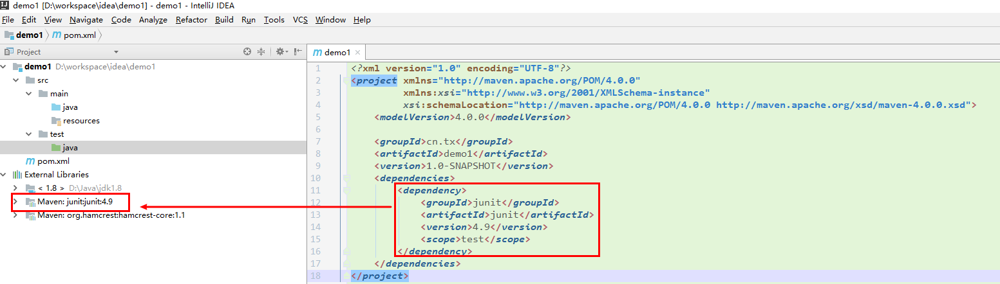 demo1 [D:\workspace\idea\demo1] - demo1 - IntelliJ IDEA
File Edit View Navigate Code Analyze Refactor Build Run Tools VCS Window Help
demo1 pom.xml
Project
demo1 D:\workspace\idea\demo1
src
main
java
resources
test
java
pom.xml
External Libraries
< 1.8 > D:\Java\jdk1.8
Maven: junit:junit:4.9
Maven: org.hamcrest:hamcrest-core:1.1
demo1
1 <?xml version="1.0" encoding="UTF-8"?>
2 <project xmlns="http://maven.apache.org/POM/4.0.0"
3 xmlns:xsi="http://www.w3.org/2001/XMLSchema-instance"
4 xsi:schemaLocation="http://maven.apache.org/POM/4.0.0 http://maven.apache.org/xsd/maven-4.0.0.xsd">
5 <modelVersion>4.0.0</modelVersion>
6
7 <groupId>cn.tx</groupId>
8 <artifactId>demo1</artifactId>
9 <version>1.0-SNAPSHOT</version>
10 <dependencies>
11 <dependency>
12 <groupId>junit</groupId>
13 <artifactId>junit</artifactId>
14 <version>4.9</version>
15 <scope>test</scope>
16 </dependency>
17 </dependencies>
18 </project>